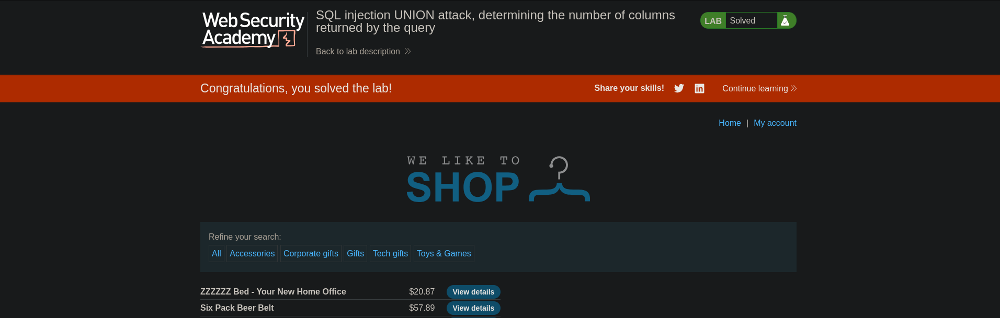 Web Security
Academy
SQL injection UNION attack, determining the number of columns
returned by the query
Back to lab description
LAB Solved
Congratulations, you solved the lab!
Share your skills!
Continue learning
Home | My account
WE LIKE TO
SHOP
Refine your search:
All Accessories Corporate gifts Gifts Tech gifts Toys & Games
ZZZZZZ Bed - Your New Home Office $20.87 View details
Six Pack Beer Belt $57.89 View details